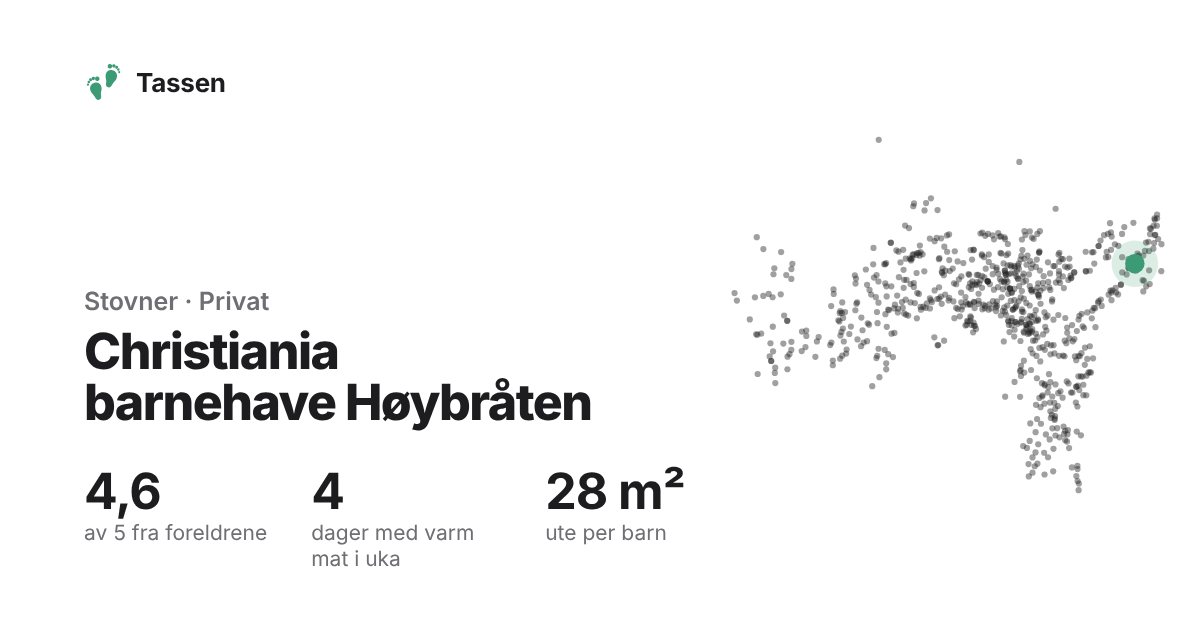 Tassen
Stovner · Privat
Christiania
barnehave Høybråten
4,6
av 5 fra foreldrene
4
dager med varm
mat i uka
28 m²
ute per barn